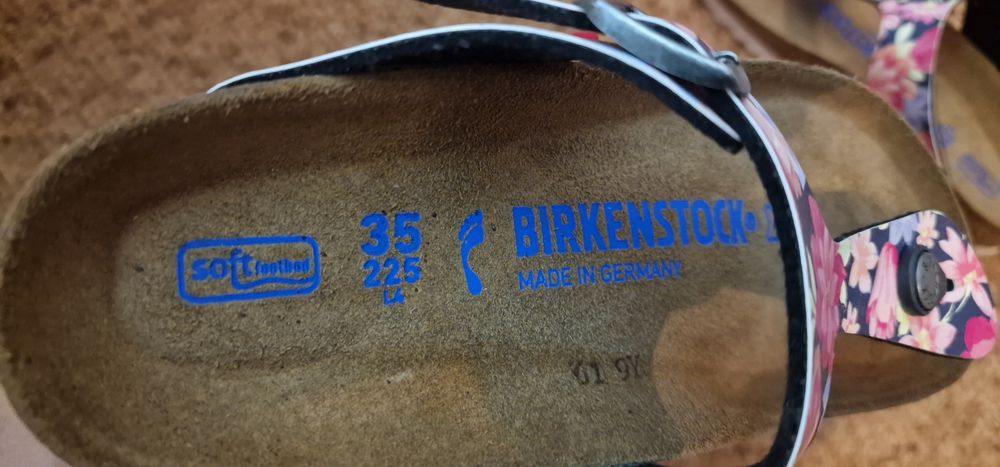 soft footbed
35
225
L4
BIRKENSTOCK®
MADE IN GERMANY